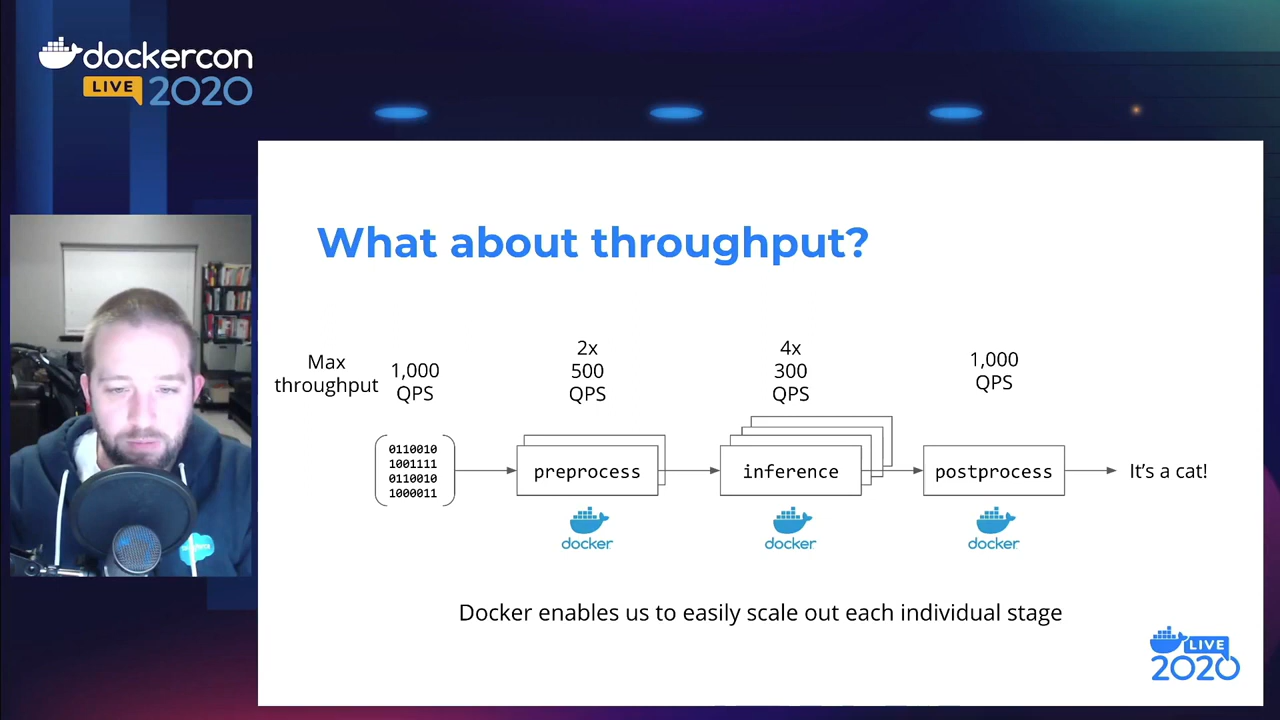 dockercon
LIVE 2020
What about throughput?
Max
throughput
1,000
QPS
2x
500
QPS
4x
300
QPS
1,000
QPS
0110010
1001111
0110010
1000011
preprocess
inference
postprocess
It's a cat!
docker
docker
docker
Docker enables us to easily scale out each individual stage
LIVE
2020